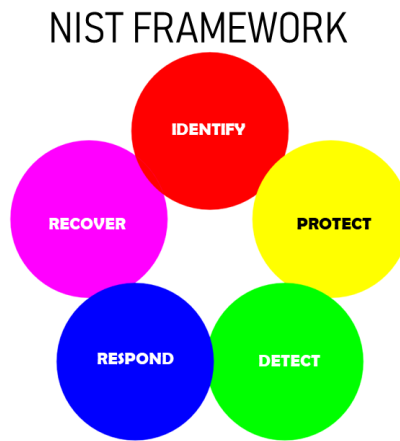 NIST FRAMEWORK
IDENTIFY
PROTECT
DETECT
RESPOND
RECOVER